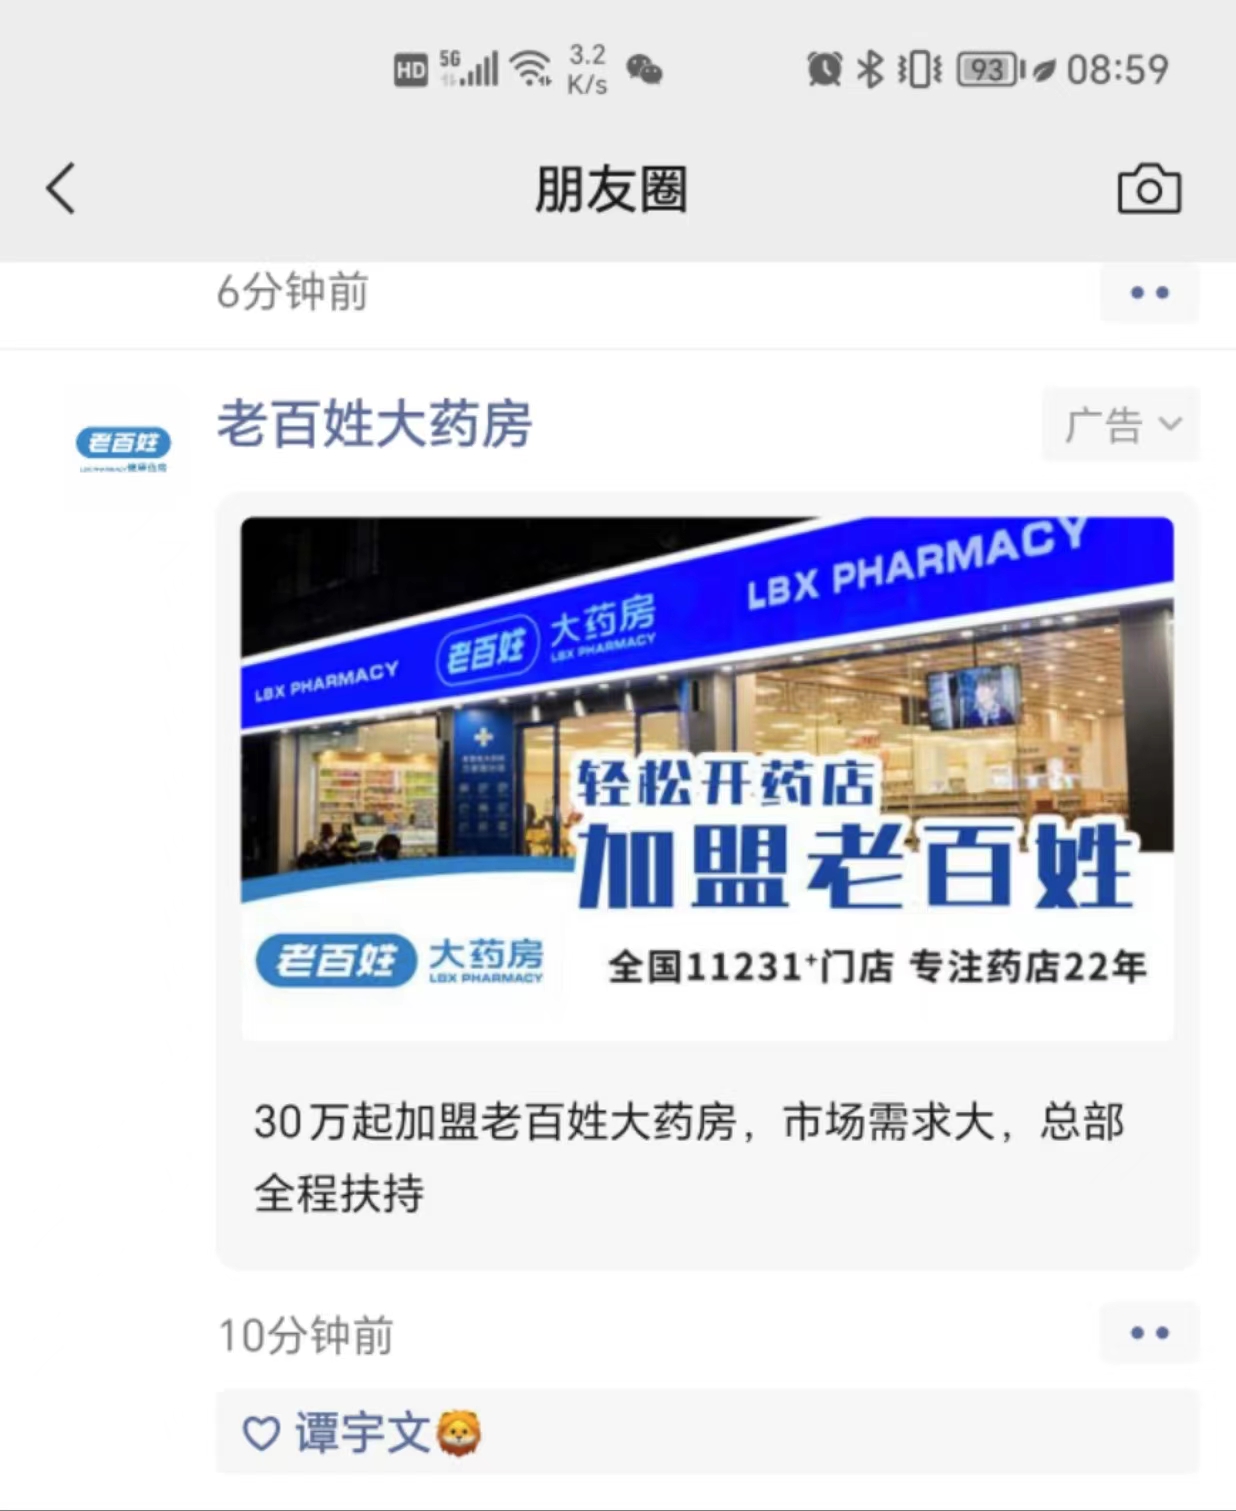 HD 5G 3.2 K/s 93 08:59
朋友圈
6分钟前
老百姓
老百姓大药房
广告
LBX PHARMACY
老百姓 大药房
LBX PHARMACY
LBX PHARMACY
轻松开药店
加盟老百姓
老百姓 大药房
LBX PHARMACY
全国11231+门店 专注药店22年
30万起加盟老百姓大药房，市场需求大，总部
全程扶持
10分钟前
谭宇文